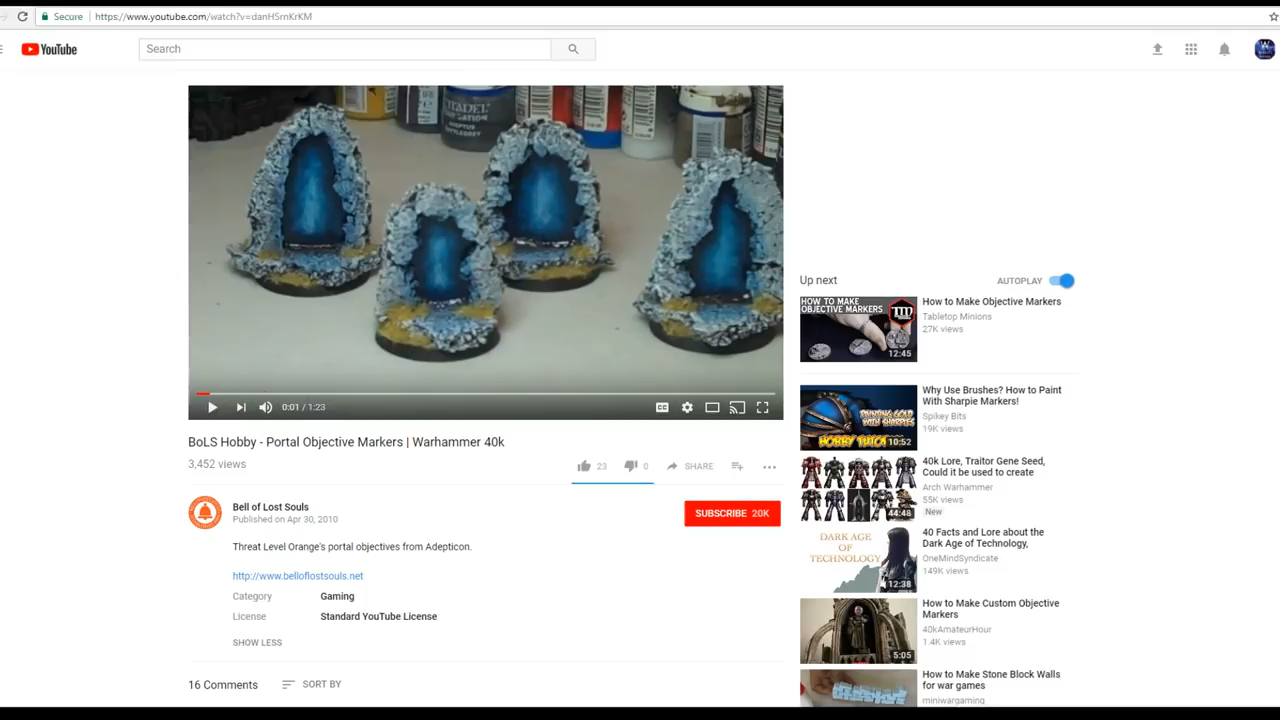 Secure
https://www.youtube.com/watch?v=danHSrnKrKM
YouTube
Search
CITADEL
0:01 / 1:23
CC
BoLS Hobby - Portal Objective Markers | Warhammer 40k
3,452 views
23
0
SHARE
Bell of Lost Souls
Published on Apr 30, 2010
SUBSCRIBE 20K
Threat Level Orange's portal objectives from Adepticon.
http://www.belloflostsouls.net
Category
Gaming
License
Standard YouTube License
SHOW LESS
16 Comments
SORT BY
Up next
AUTOPLAY
HOW TO MAKE
OBJECTIVE MARKERS
12:45
How to Make Objective Markers
Tabletop Minions
27K views
HOBBY
10:52
Why Use Brushes? How to Paint
With Sharpie Markers!
Spikey Bits
19K views
44:48
40k Lore, Traitor Gene Seed,
Could it be used to create
Arch Warhammer
55K views
New
DARK AGE
OF
TECHNOLOGY
12:38
40 Facts and Lore about the
Dark Age of Technology,
OneMindSyndicate
149K views
5:05
How to Make Custom Objective
Markers
40kAmateurHour
1.4K views
How to Make Stone Block Walls
for war games
miniwargaming